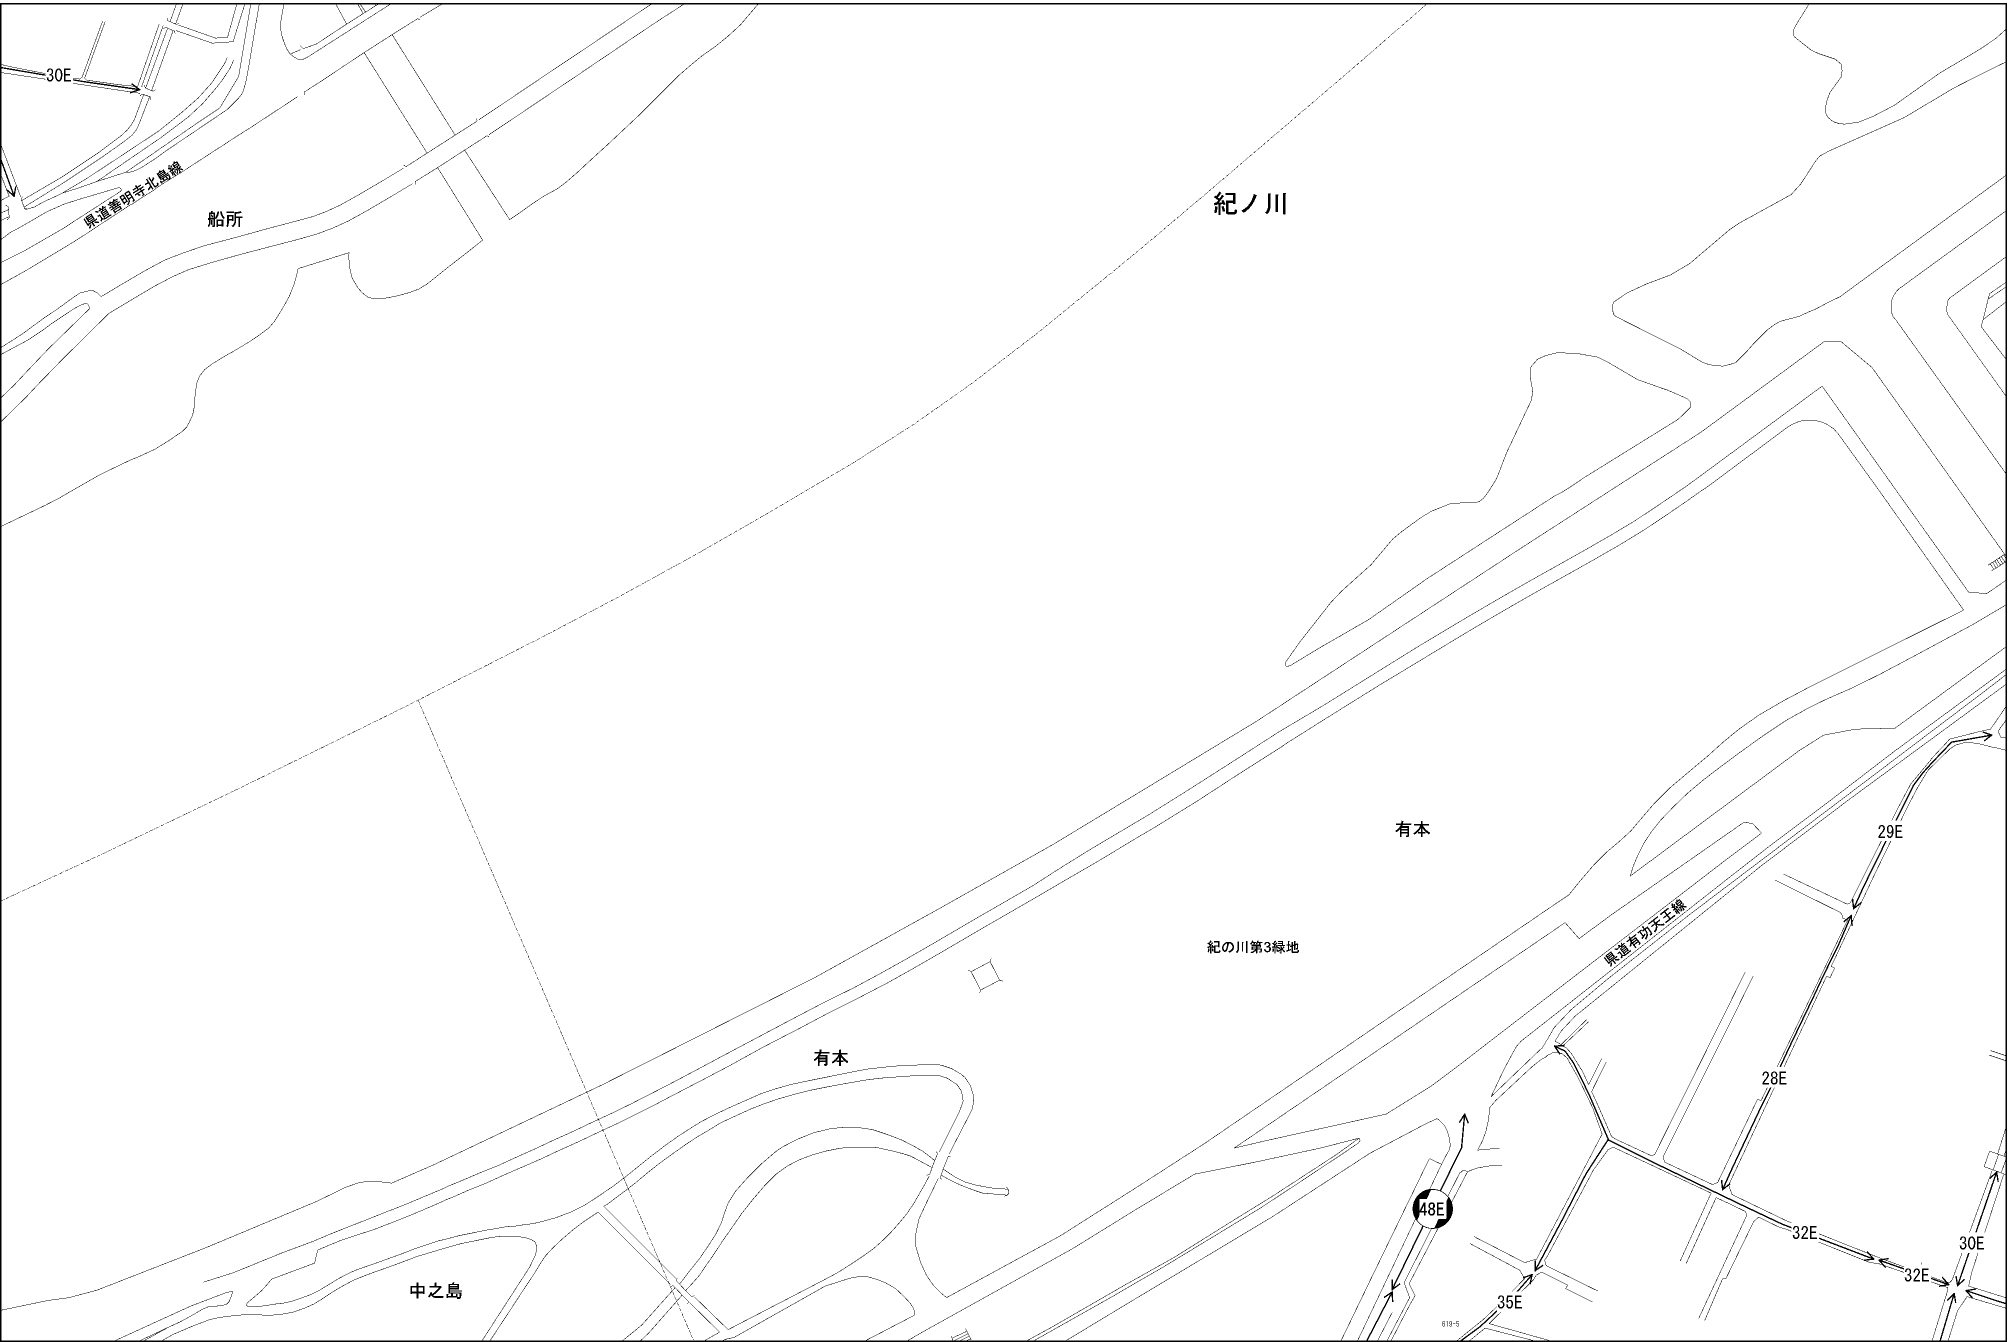 30E
県道善明寺北島線
船所
紀ノ川
29E
有本
県道有功天王線
紀の川第3緑地
有本
28E
48E
32E
30E
32E
中之島
35E
619-5